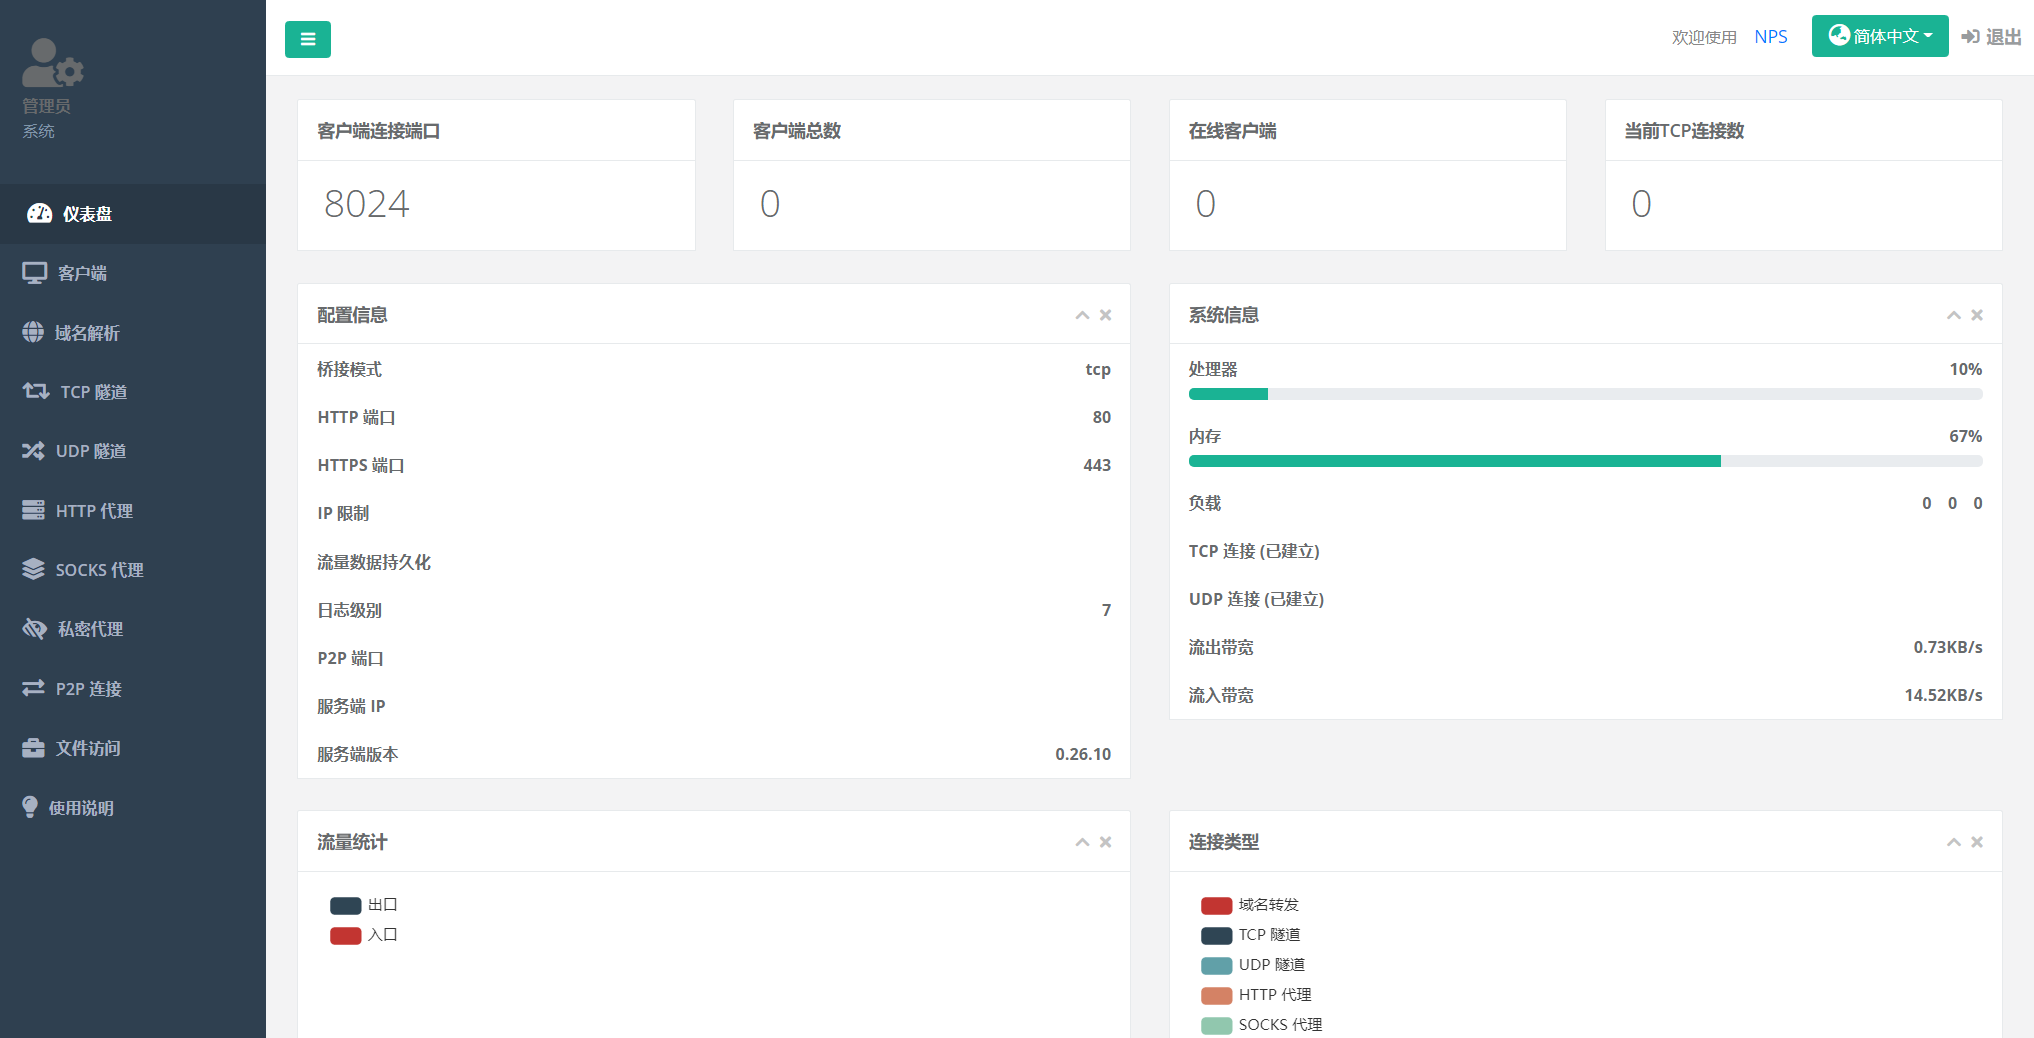 管理员
系统
仪表盘
客户端
域名解析
TCP 隧道
UDP 隧道
HTTP 代理
SOCKS 代理
私密代理
P2P 连接
文件访问
使用说明
欢迎使用 NPS 简体中文 退出
客户端连接端口
8024
客户端总数
0
在线客户端
0
当前TCP连接数
0
配置信息
桥接模式 tcp
HTTP 端口 80
HTTPS 端口 443
IP 限制
流量数据持久化
日志级别 7
P2P 端口
服务端 IP
服务端版本 0.26.10
系统信息
处理器 10%
内存 67%
负载 0 0 0
TCP 连接 (已建立)
UDP 连接 (已建立)
流出带宽 0.73KB/s
流入带宽 14.52KB/s
流量统计
出口
入口
连接类型
域名转发
TCP 隧道
UDP 隧道
HTTP 代理
SOCKS 代理